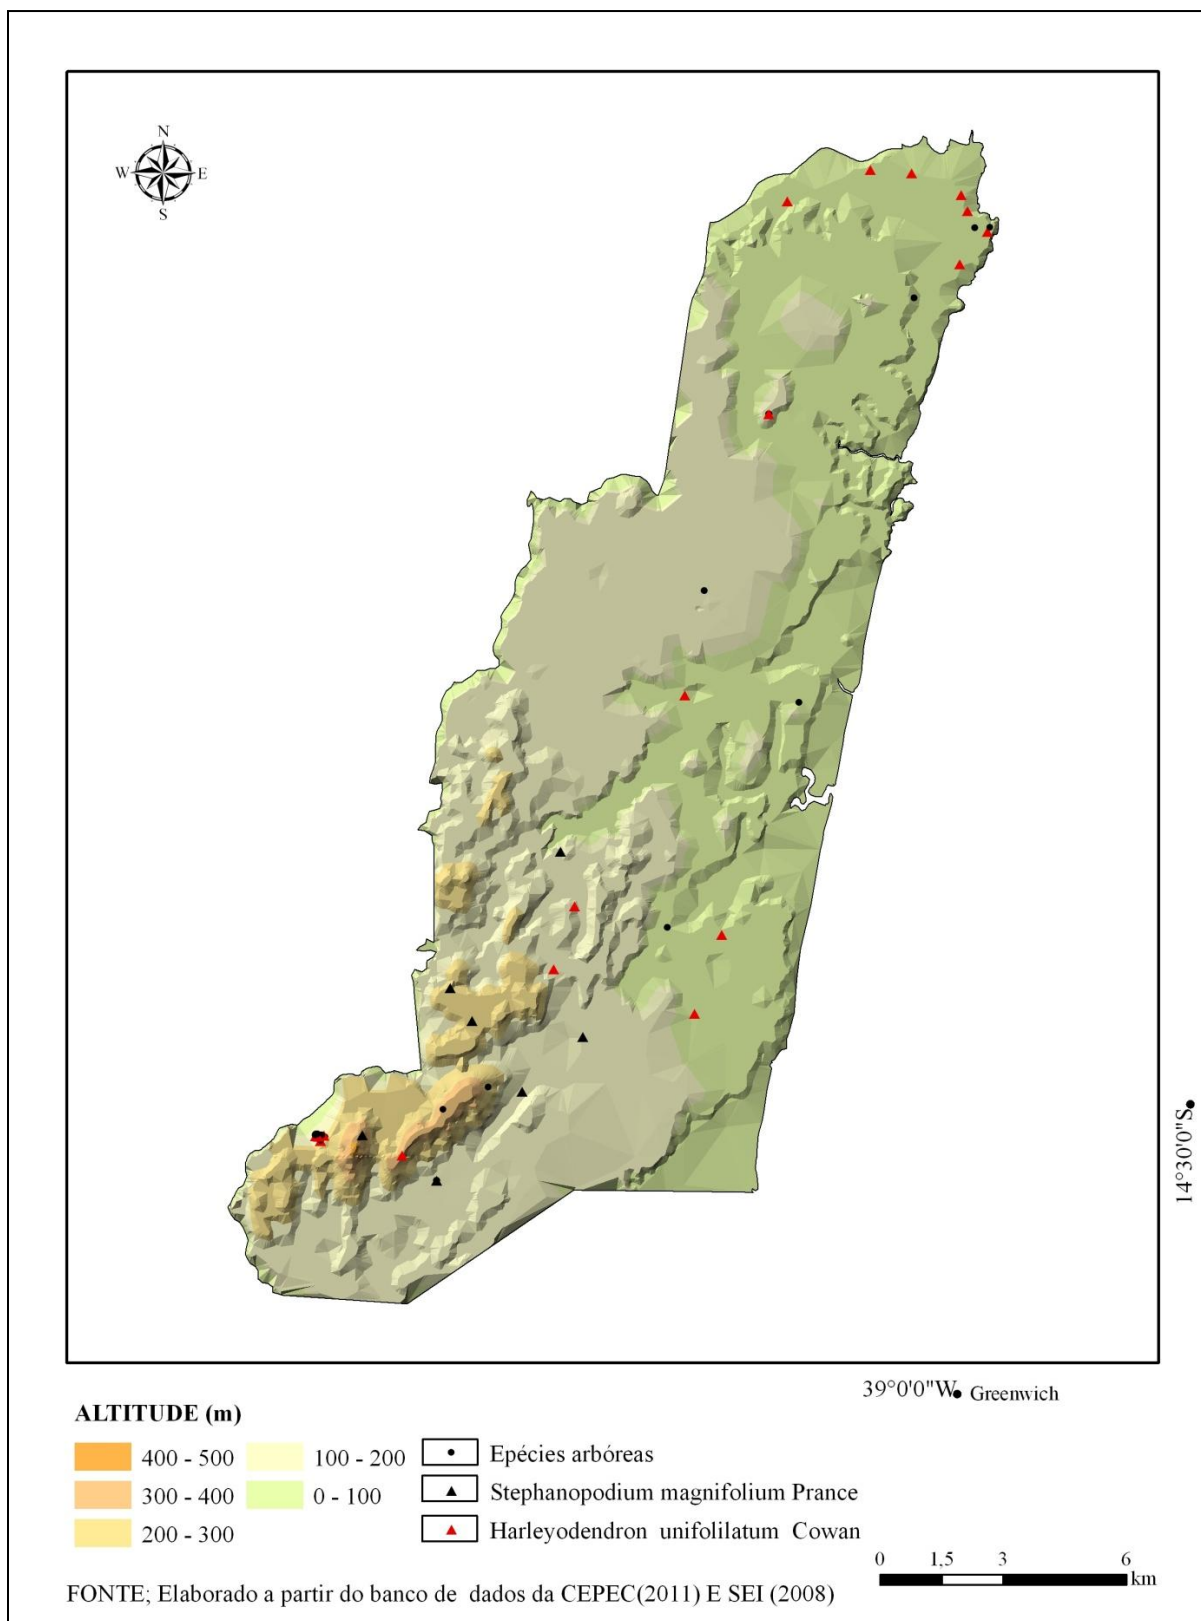 N
W E
S
14°30'0"S
39°0'0"W Greenwich
ALTITUDE (m)
400 - 500
300 - 400
200 - 300
100 - 200
0 - 100
Epécies arbóreas
Stephanopodium magnifolium Prance
Harleyodendron unifolilatum Cowan
0 1,5 3 6
km
FONTE; Elaborado a partir do banco de dados da CEPEC(2011) E SEI (2008)